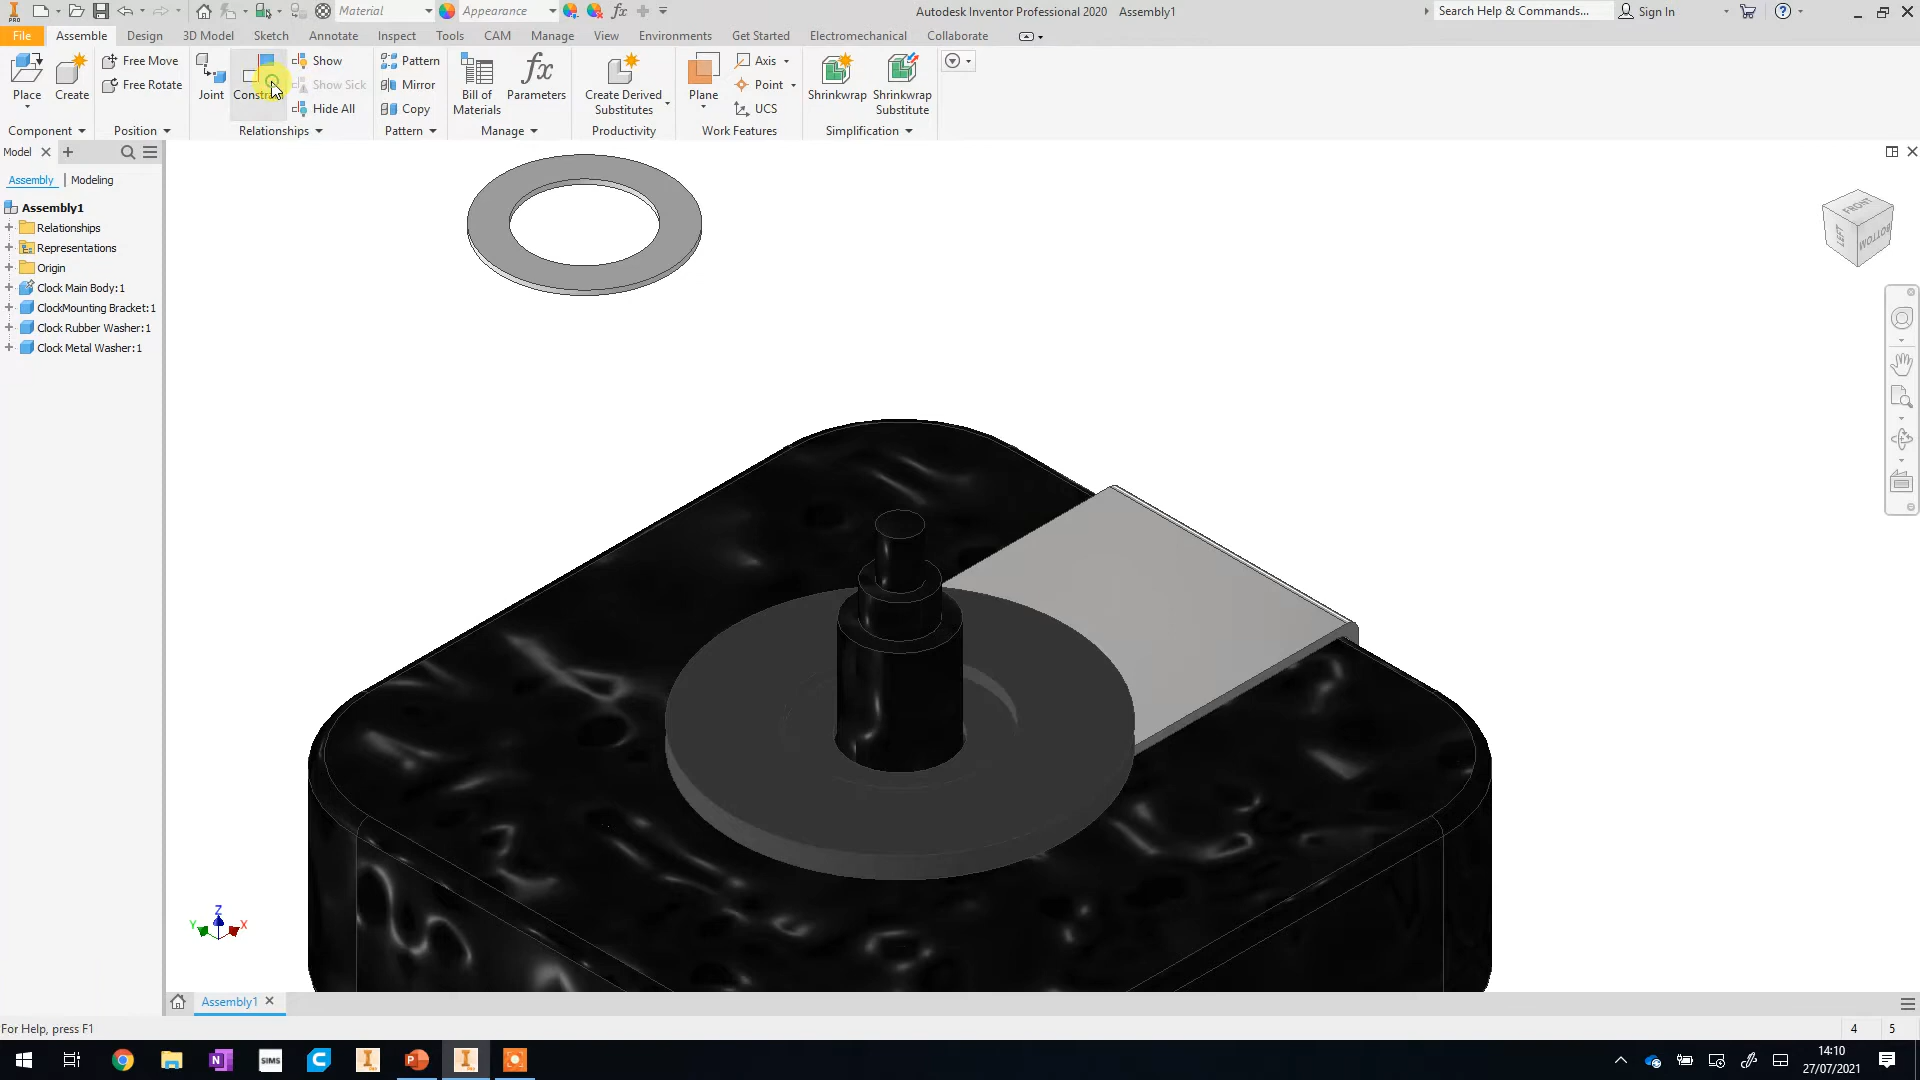 Material
Appearance
Autodesk Inventor Professional 2020 Assembly1
Search Help & Commands...
Sign In
File Assemble Design 3D Model Sketch Annotate Inspect Tools CAM Manage View Environments Get Started Electromechanical Collaborate
Place
Create
Free Move
Free Rotate
Joint
Show
Show Sick
Hide All
Pattern
Mirror
Copy
Bill of
Materials
Parameters
Create Derived
Substitutes
Plane
Axis
Point
UCS
Shrinkwrap
Shrinkwrap
Substitute
Component Position Relationships Pattern Manage Productivity Work Features Simplification
Model
Assembly Modeling
Assembly1
Relationships
Representations
Origin
Clock Main Body:1
ClockMounting Bracket:1
Clock Rubber Washer:1
Clock Metal Washer:1
FRONT
LEFT
BOTTOM
Z
Y X
Assembly1
For Help, press F1
4 5
SIMS
14:10
27/07/2021